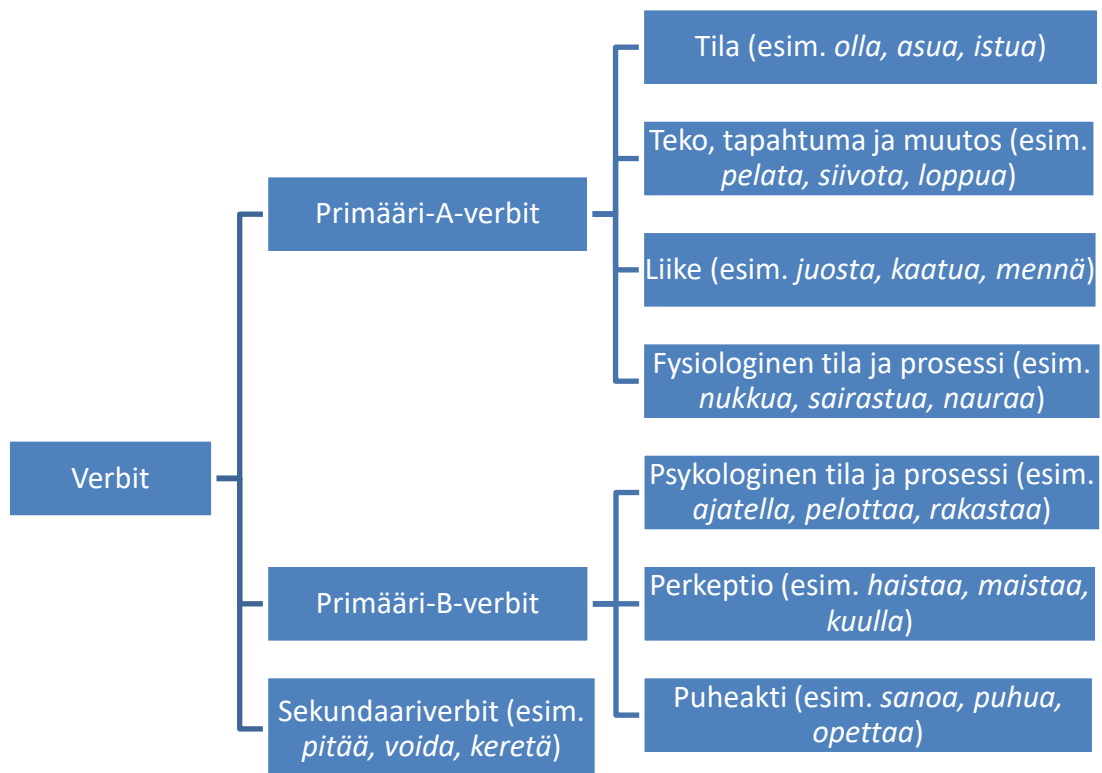 Verbit
Primääri-A-verbit
Tila (esim. olla, asua, istua)
Teko, tapahtuma ja muutos (esim.
pelata, siivota, loppua)
Liike (esim. juosta, kaatua, mennä)
Fysiologinen tila ja prosessi (esim.
nukkua, sairastua, nauraa)
Primääri-B-verbit
Psykologinen tila ja prosessi (esim.
ajatella, pelottaa, rakastaa)
Perkeptio (esim. haistaa, maistaa,
kuulla)
Puheakti (esim. sanoa, puhua,
opettaa)
Sekundaariverbit (esim.
pitää, voida, keretä)